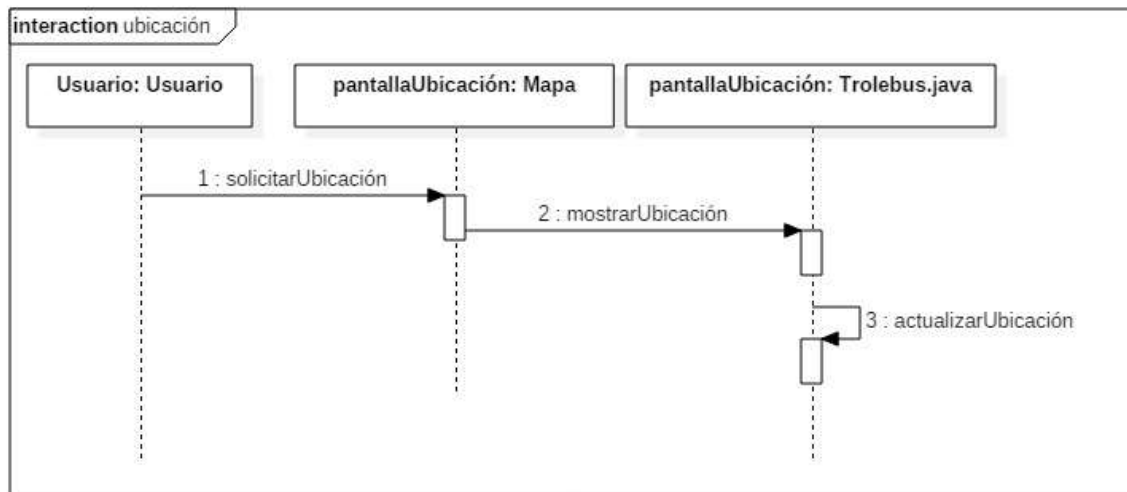 interaction ubicación
Usuario: Usuario
pantallaUbicación: Mapa
pantallaUbicación: Trolebus.java
1 : solicitarUbicación
2 : mostrarUbicación
3 : actualizarUbicación